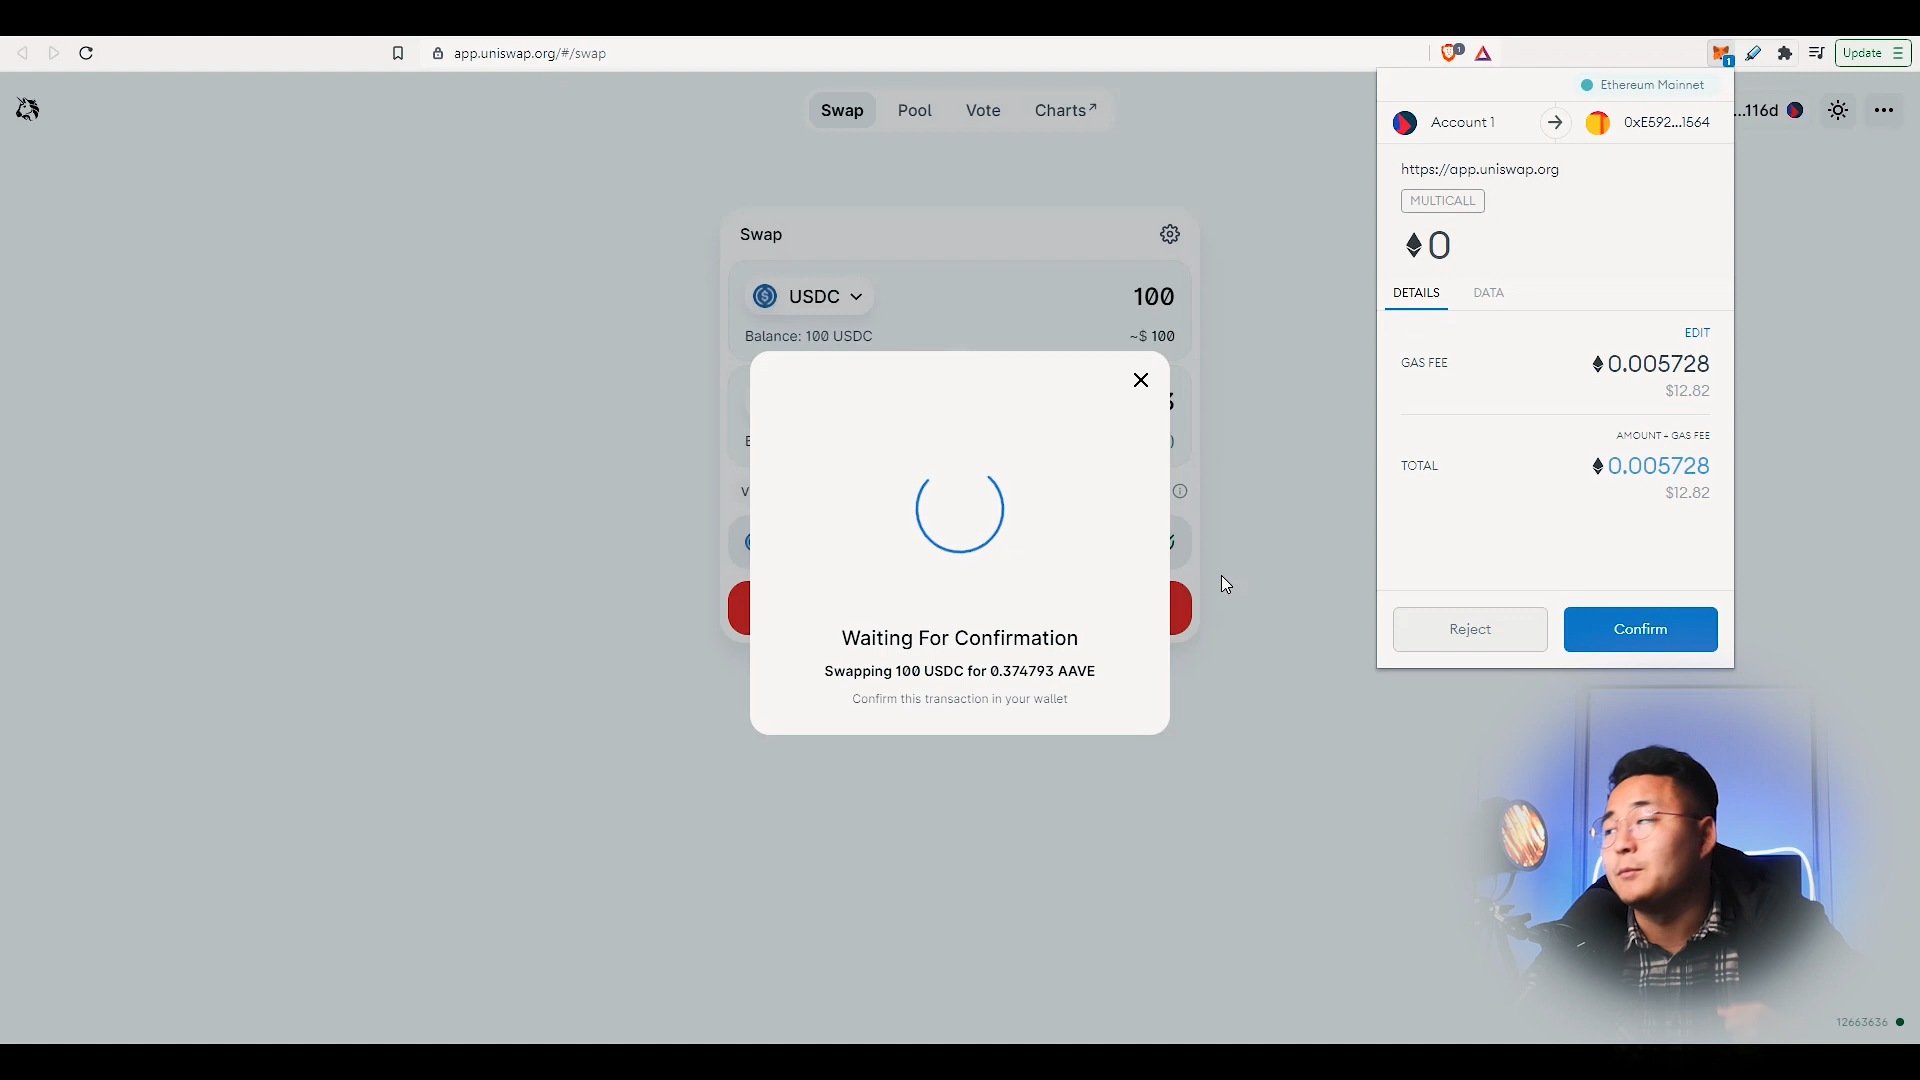 app.uniswap.org/#/swap
1
1
Update
Swap
Pool
Vote
Charts↗
...116d
Ethereum Mainnet
Account 1
0xE592...1564
https://app.uniswap.org
MULTICALL
0
DETAILS
DATA
EDIT
GAS FEE
0.005728
$12.82
AMOUNT + GAS FEE
TOTAL
0.005728
$12.82
Reject
Confirm
Swap
USDC
100
Balance: 100 USDC
~$ 100
Waiting For Confirmation
Swapping 100 USDC for 0.374793 AAVE
Confirm this transaction in your wallet
12663636